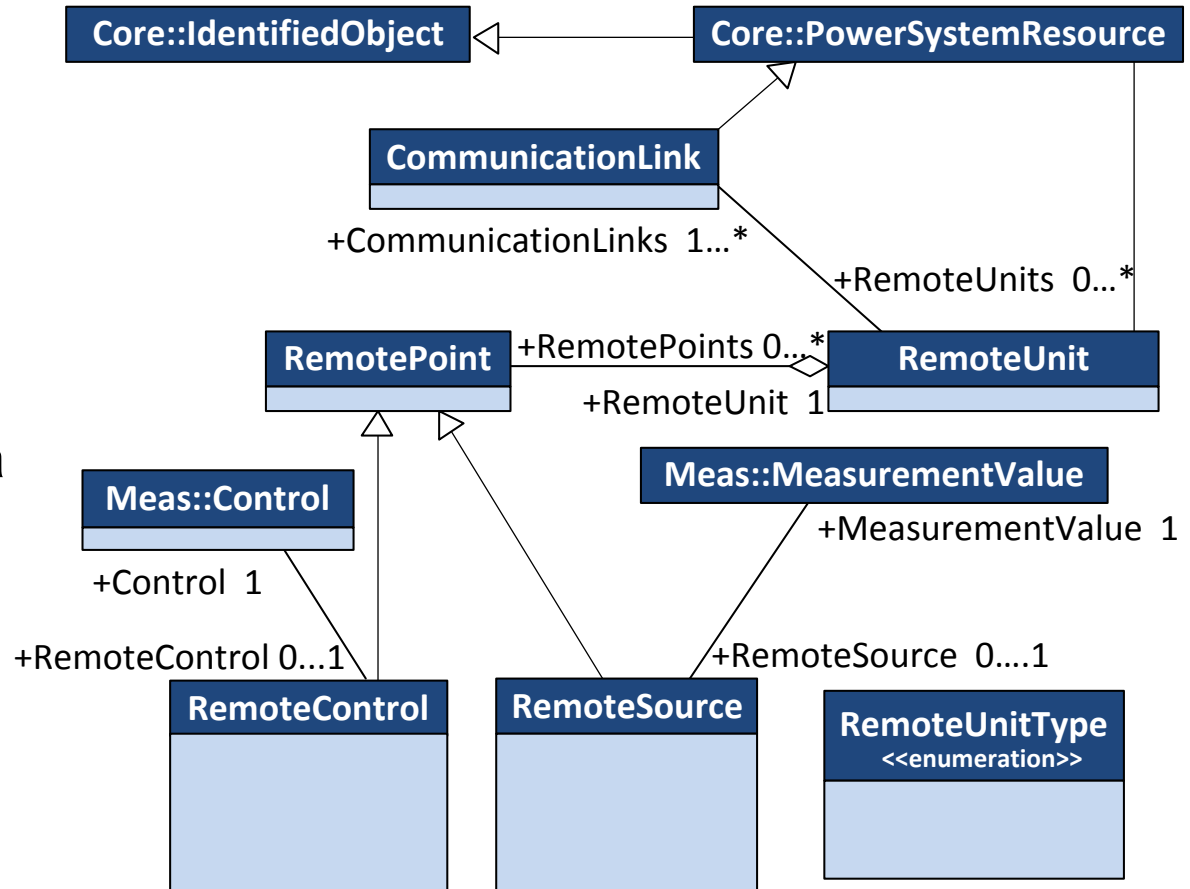 Core::IdentifiedObject
Core::PowerSystemResource
CommunicationLink
+CommunicationLinks 1...*
+RemoteUnits 0...*
RemotePoint
+RemotePoints 0...*
RemoteUnit
+RemoteUnit 1
Meas::Control
Meas::MeasurementValue
+MeasurementValue 1
+Control 1
+RemoteControl 0...1
+RemoteSource 0....1
RemoteControl
RemoteSource
RemoteUnitType
<<enumeration>>